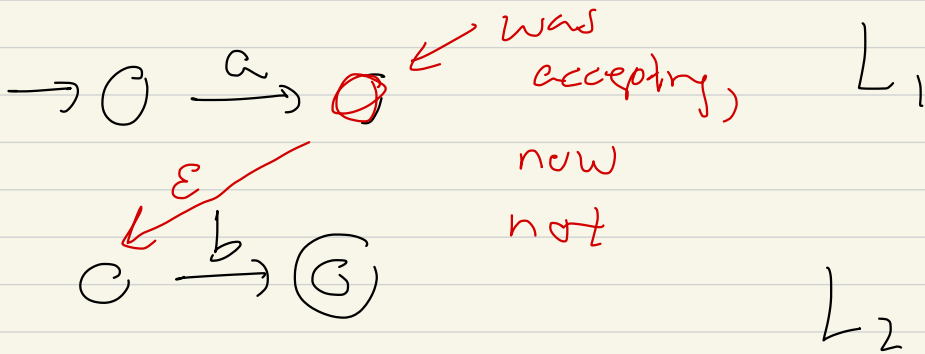 was
a
accepting,
L1
now
ε
not
b
L2